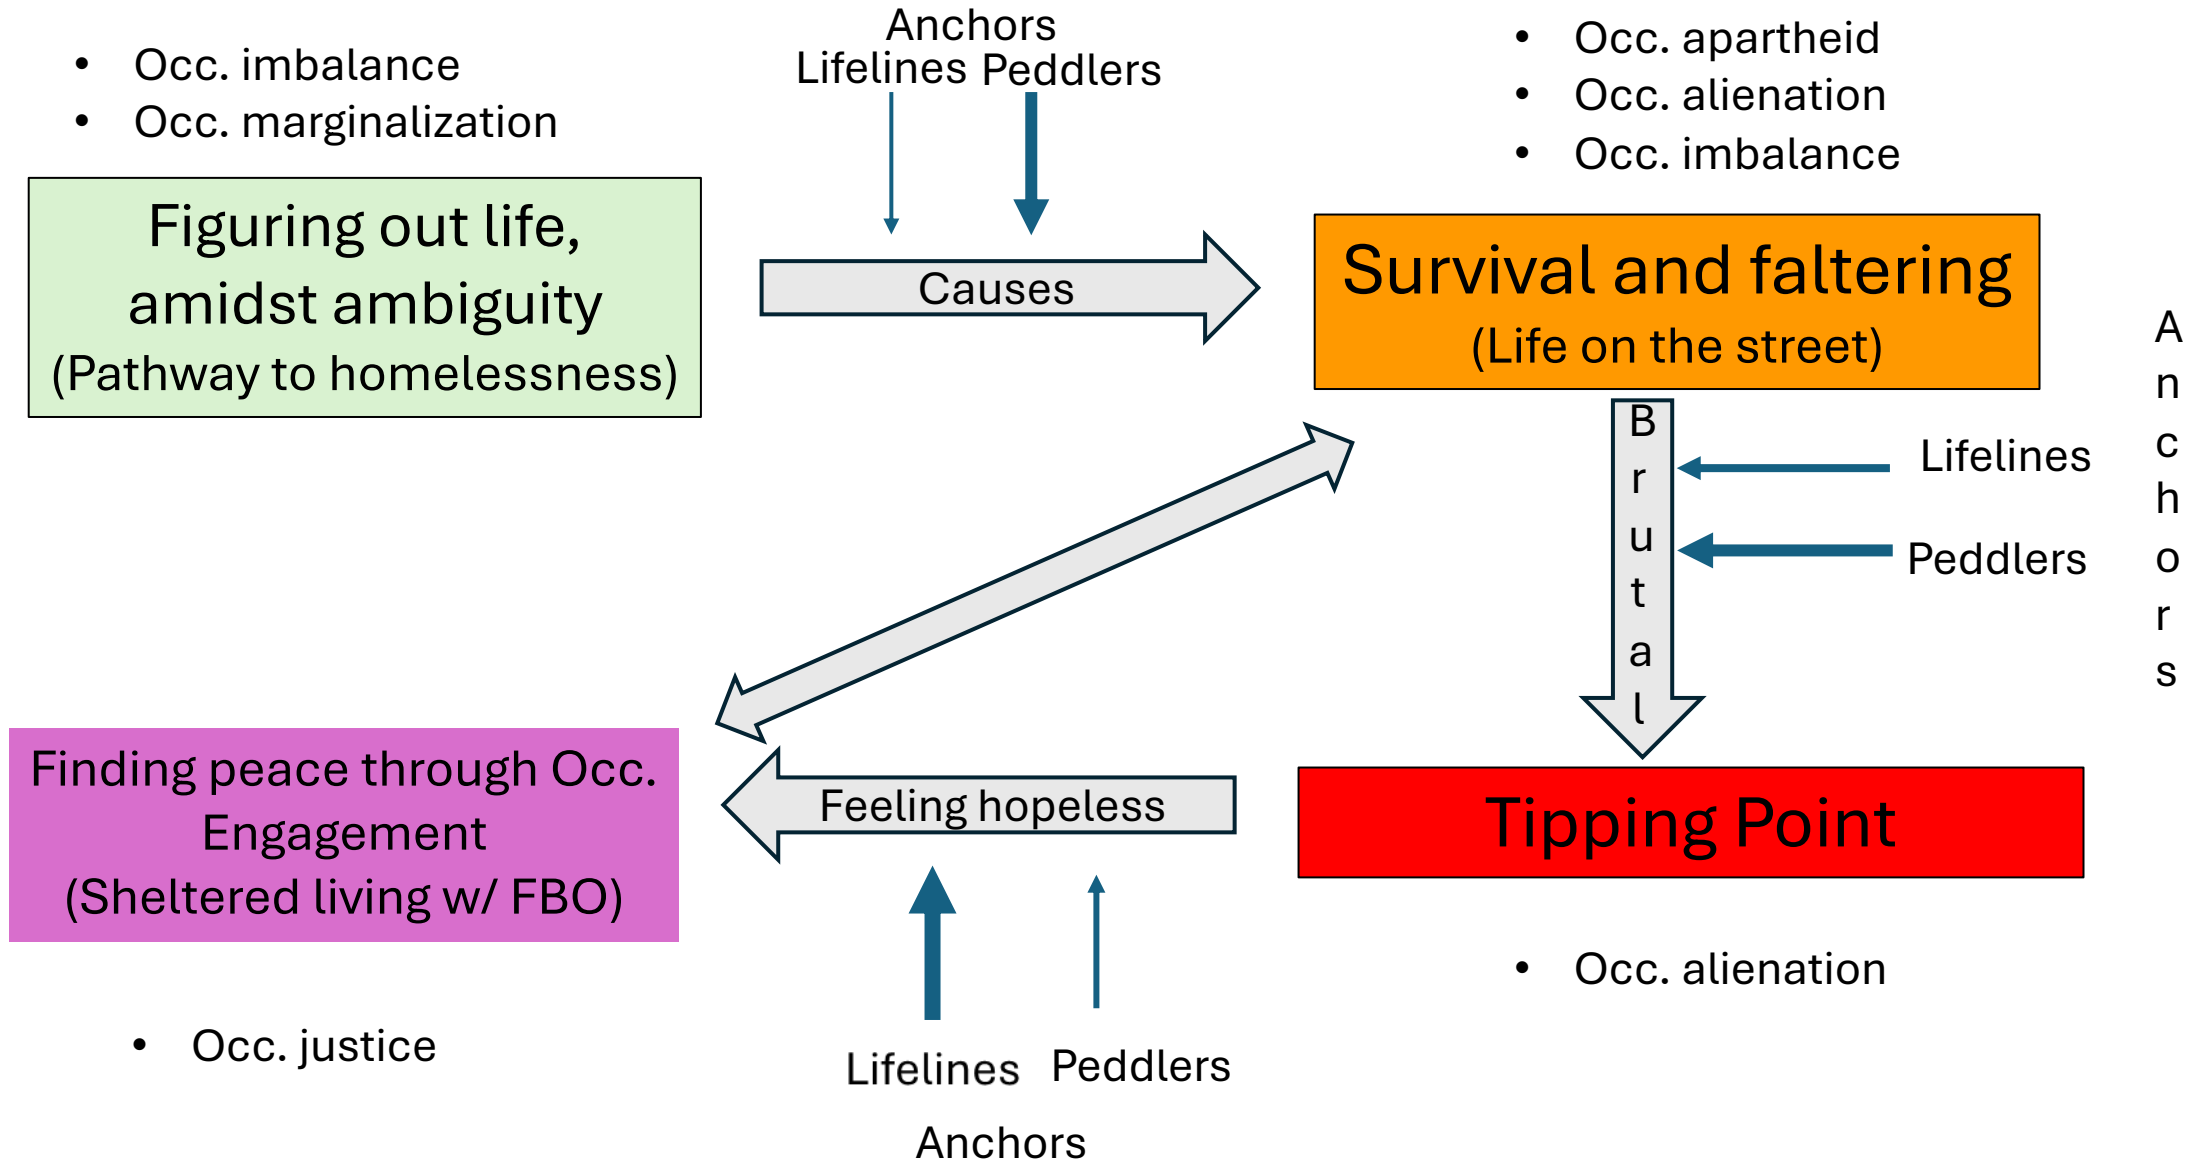 • Occ. imbalance
• Occ. marginalization
Figuring out life,
amidst ambiguity
(Pathway to homelessness)
Anchors
Lifelines Peddlers
Causes
• Occ. apartheid
• Occ. alienation
• Occ. imbalance
Survival and faltering
(Life on the street)
Brutal
Lifelines
Peddlers
Anchors
Tipping Point
• Occ. alienation
Feeling hopeless
Lifelines Peddlers
Anchors
Finding peace through Occ.
Engagement
(Sheltered living w/ FBO)
• Occ. justice